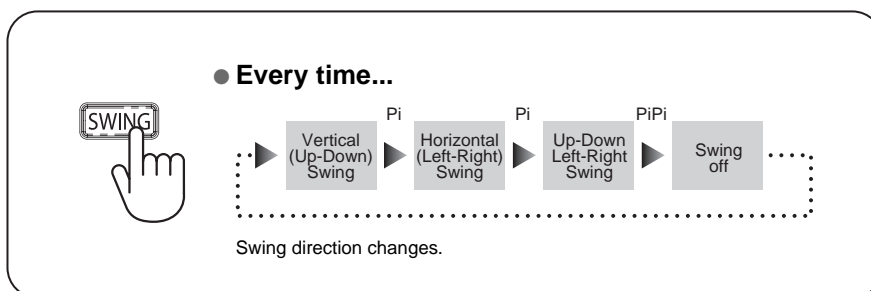 ● Every time...
SWING
Pi
Pi
PiPi
Vertical
(Up-Down)
Swing
Horizontal
(Left-Right)
Swing
Up-Down
Left-Right
Swing
Swing
off
Swing direction changes.